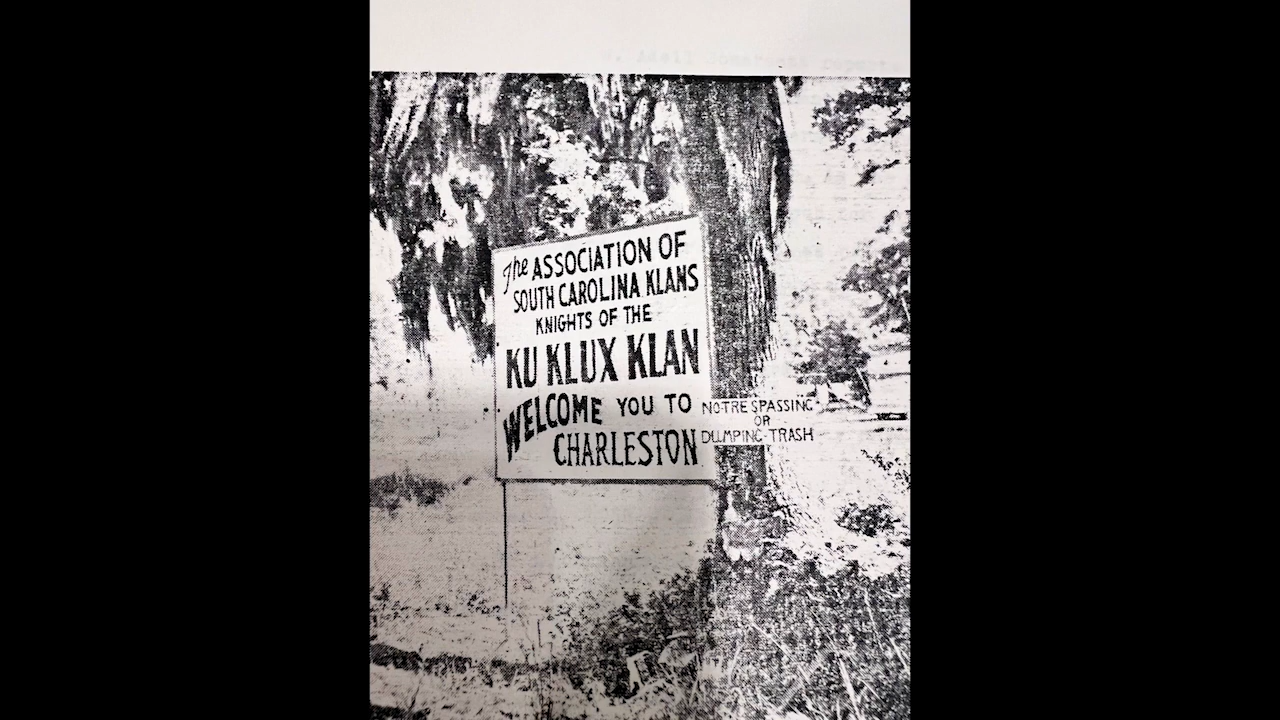 The ASSOCIATION OF
SOUTH CAROLINA KLANS
KNIGHTS OF THE
KU KLUX KLAN
WELCOME YOU TO
CHARLESTON
NO TRESPASSING
OR
DUMPING TRASH